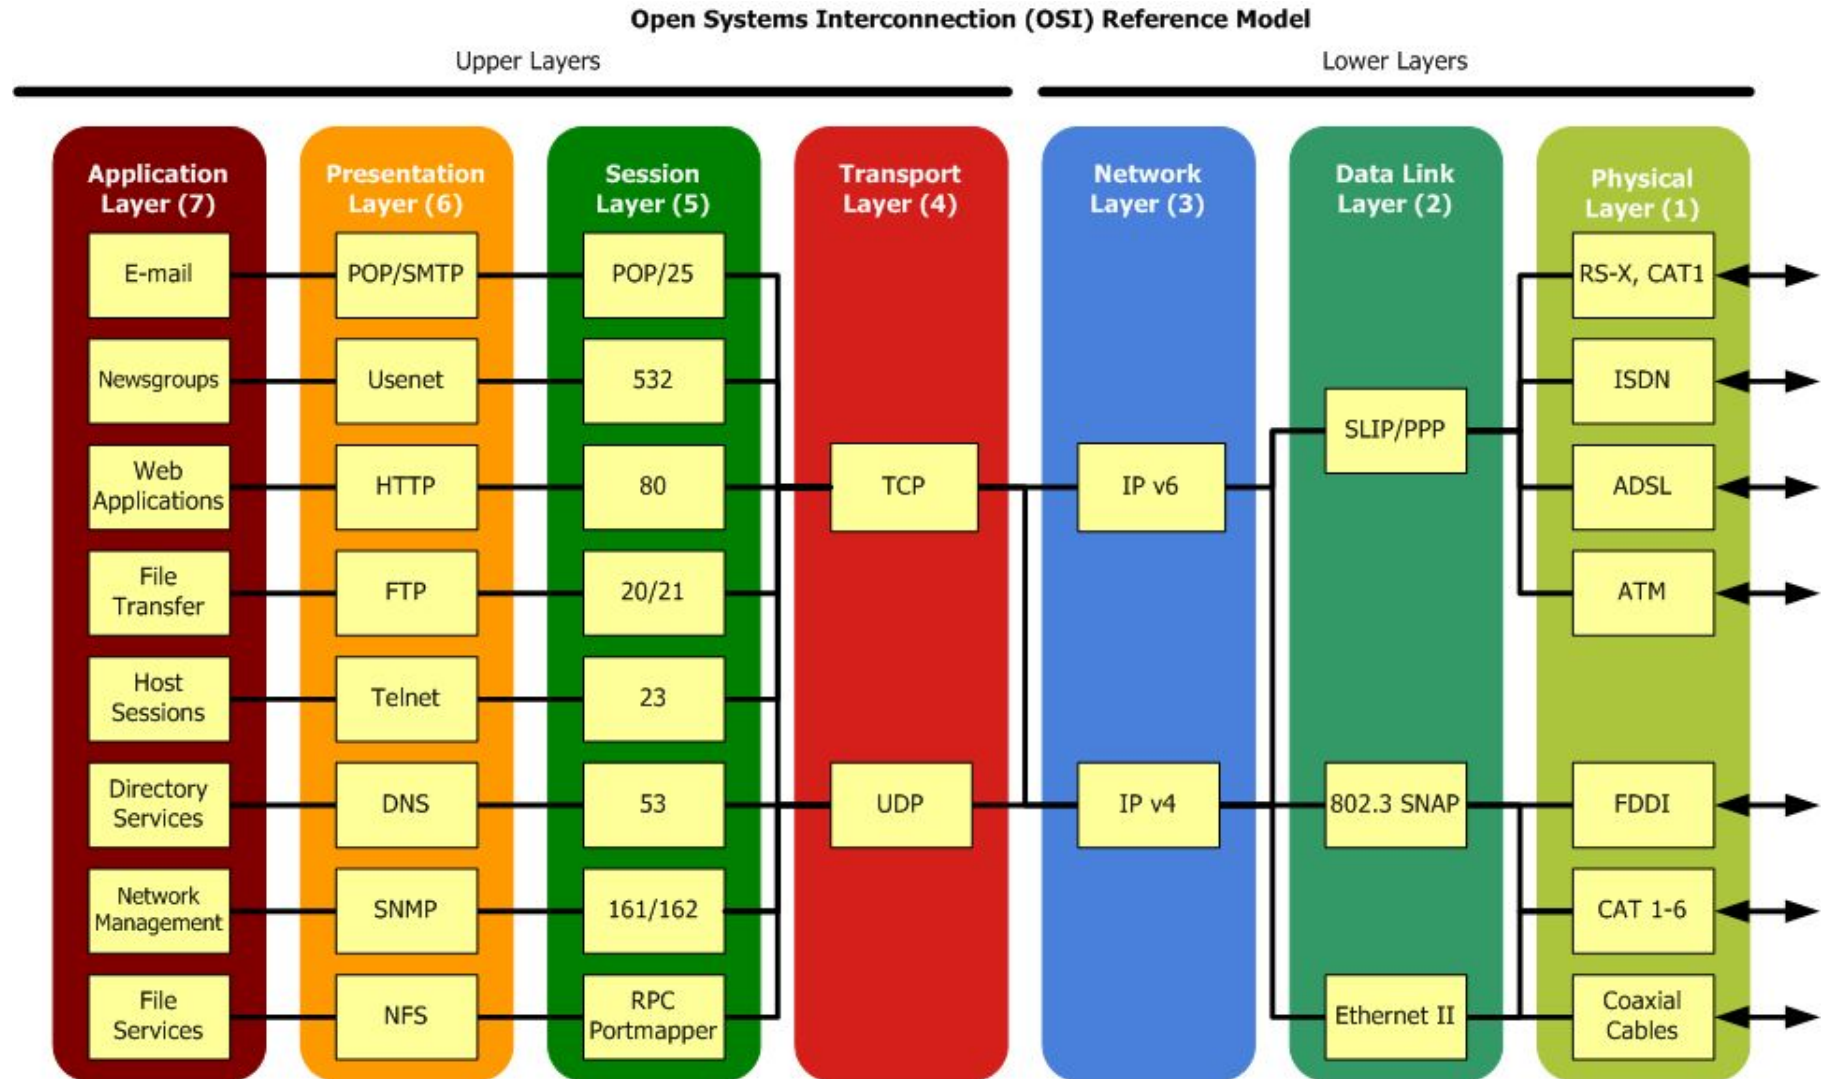 Open Systems Interconnection (OSI) Reference Model
Upper Layers
Lower Layers
Application
Layer (7)
Presentation
Layer (6)
Session
Layer (5)
Transport
Layer (4)
Network
Layer (3)
Data Link
Layer (2)
Physical
Layer (1)
E-mail
POP/SMTP
POP/25
RS-X, CAT1
Newsgroups
Usenet
532
ISDN
SLIP/PPP
Web
Applications
HTTP
80
TCP
IP v6
ADSL
File
Transfer
FTP
20/21
ATM
Host
Sessions
Telnet
23
Directory
Services
DNS
53
UDP
IP v4
802.3 SNAP
FDDI
Network
Management
SNMP
161/162
CAT 1-6
File
Services
NFS
RPC
Portmapper
Ethernet II
Coaxial
Cables